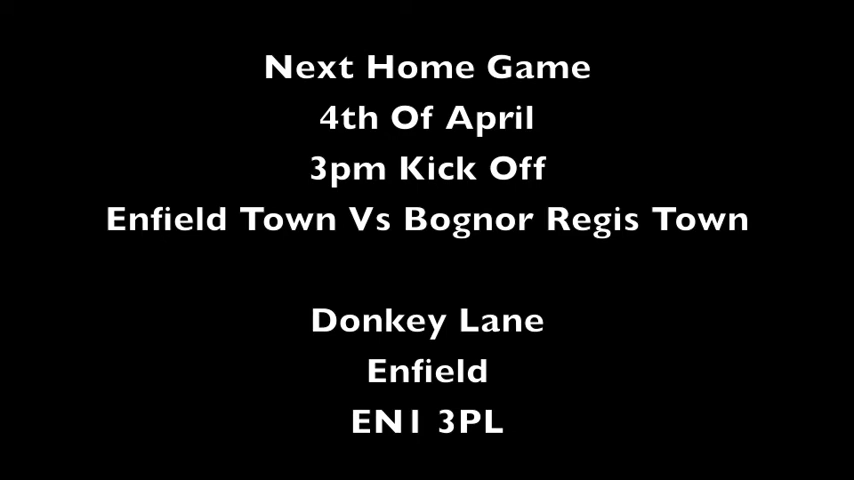 Next Home Game
4th Of April
3pm Kick Off
Enfield Town Vs Bognor Regis Town
Donkey Lane
Enfield
EN1 3PL